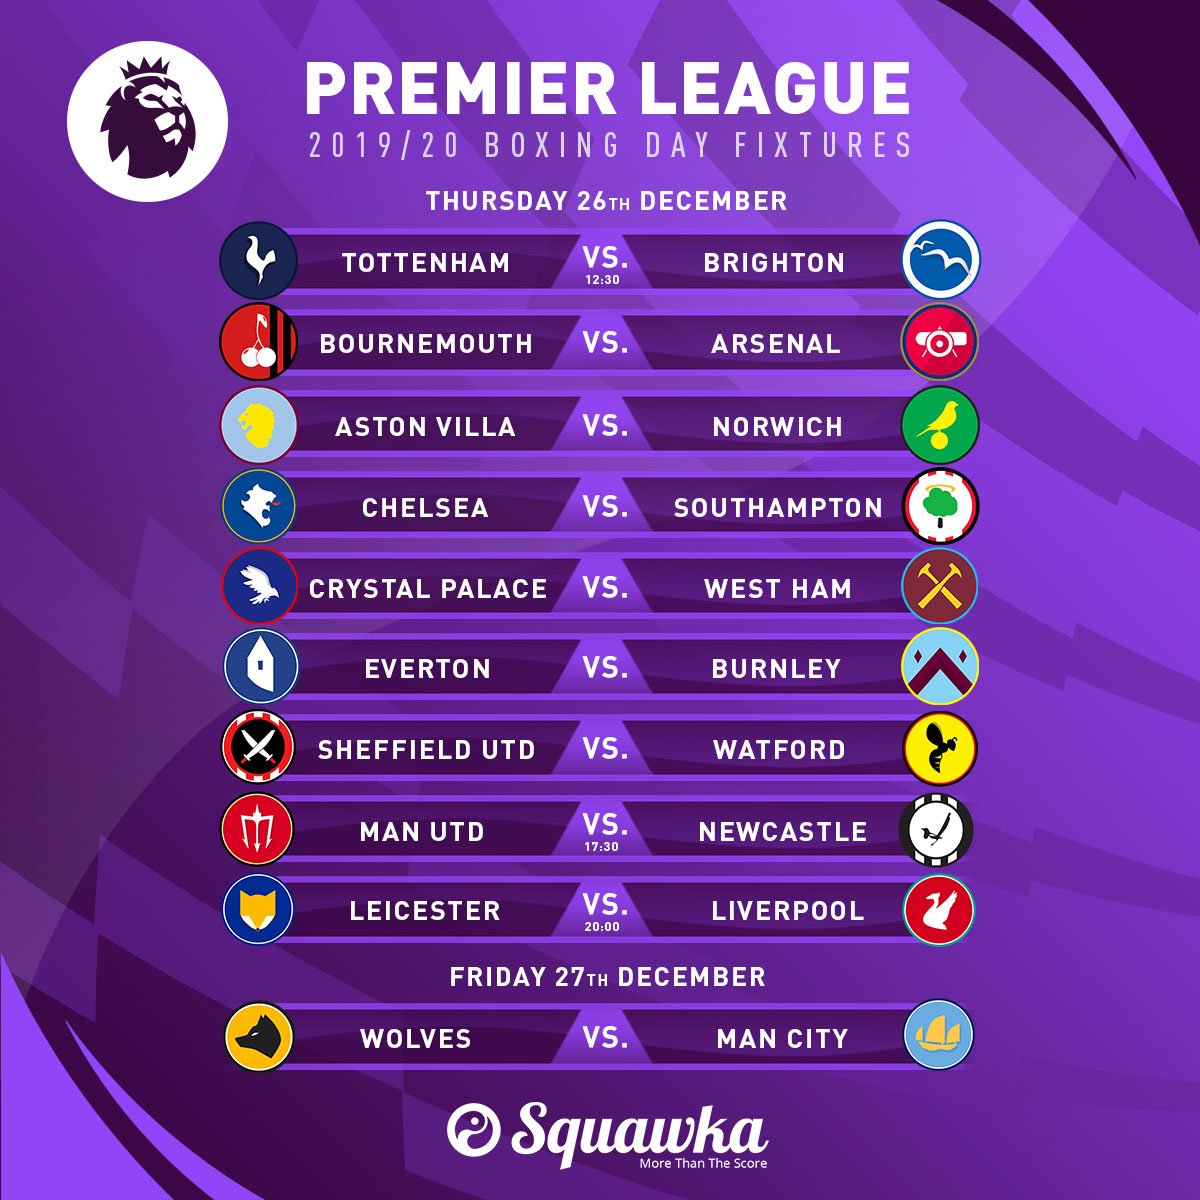 PREMIER LEAGUE
2019/20 BOXING DAY FIXTURES
THURSDAY 26TH DECEMBER
TOTTENHAM VS. BRIGHTON
12:30
BOURNEMOUTH VS. ARSENAL
ASTON VILLA VS. NORWICH
CHELSEA VS. SOUTHAMPTON
CRYSTAL PALACE VS. WEST HAM
EVERTON VS. BURNLEY
SHEFFIELD UTD VS. WATFORD
MAN UTD VS. NEWCASTLE
17:30
LEICESTER VS. LIVERPOOL
20:00
FRIDAY 27TH DECEMBER
WOLVES VS. MAN CITY
Squawka
More Than The Score